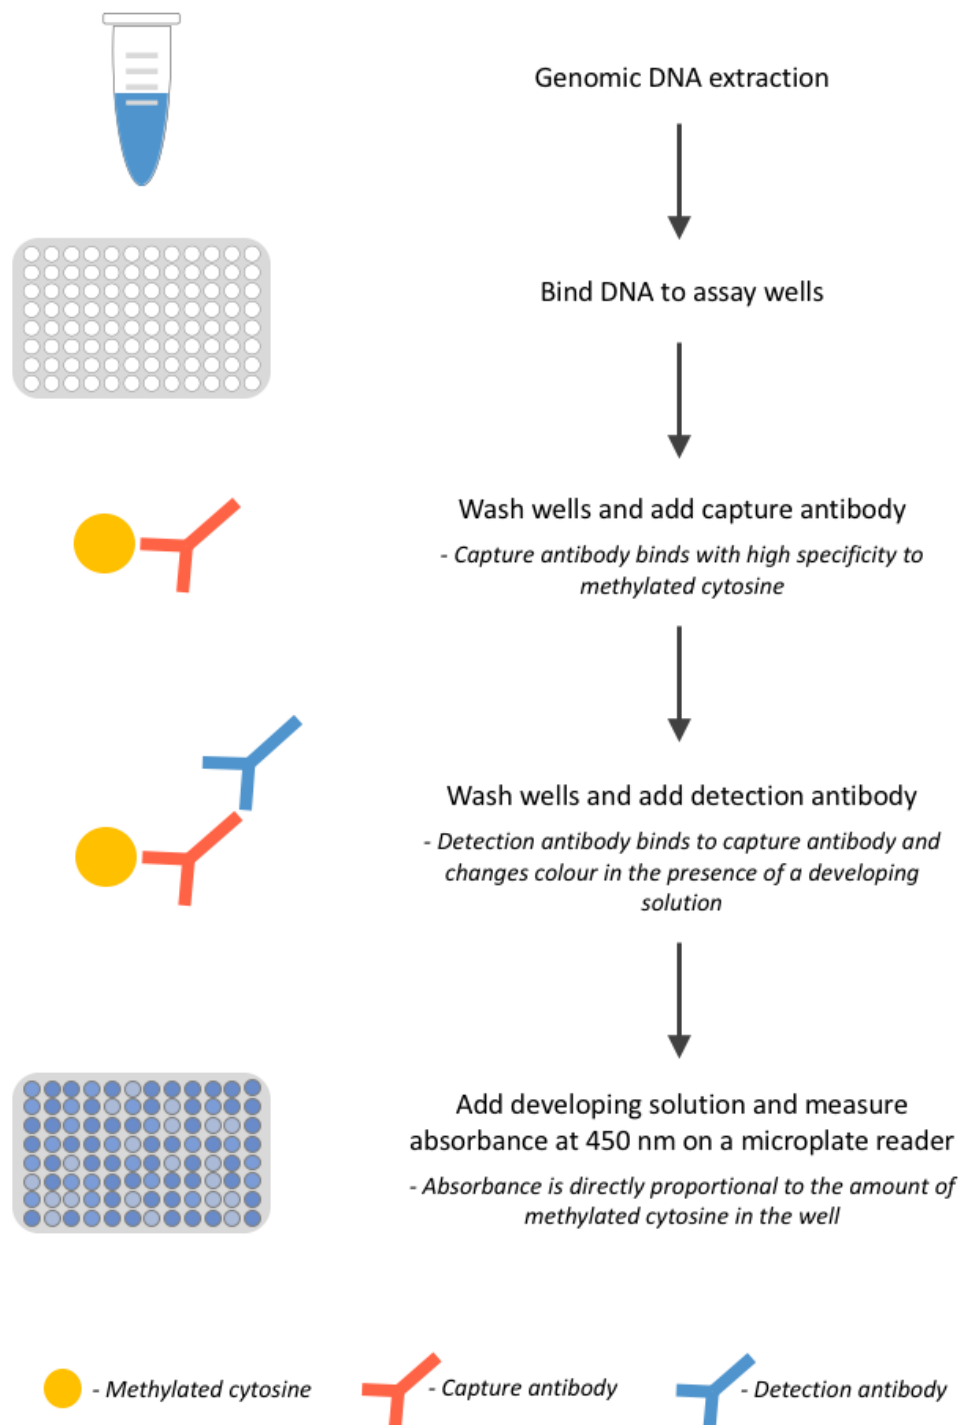 Genomic DNA extraction
Bind DNA to assay wells
Wash wells and add capture antibody
- Capture antibody binds with high specificity to
methylated cytosine
Wash wells and add detection antibody
- Detection antibody binds to capture antibody and
changes colour in the presence of a developing
solution
Add developing solution and measure
absorbance at 450 nm on a microplate reader
- Absorbance is directly proportional to the amount of
methylated cytosine in the well
- Methylated cytosine
- Capture antibody
- Detection antibody